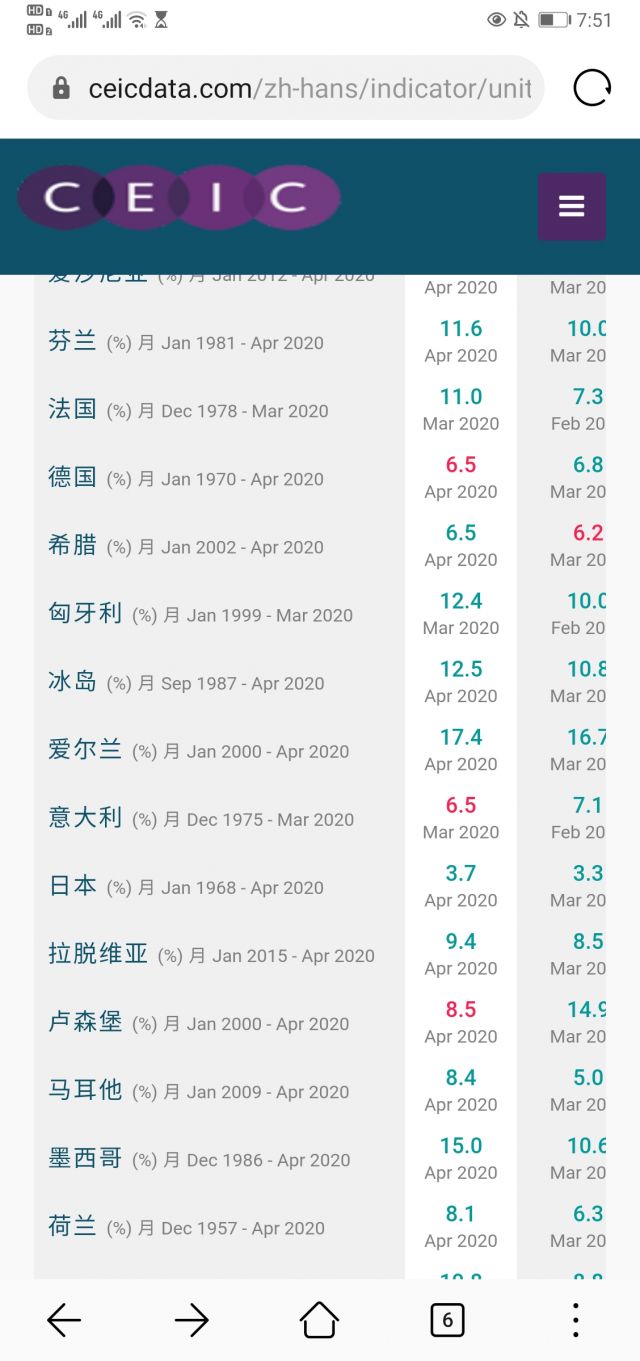 HD 1 4G 4G 7:51
HD 2
ceicdata.com/zh-hans/indicator/unit
CEIC
爱沙尼亚 (%) 月 Jan 2012 - Apr 2020
Apr 2020 Mar 20
芬兰 (%) 月 Jan 1981 - Apr 2020 11.6 10.0
Apr 2020 Mar 20
法国 (%) 月 Dec 1978 - Mar 2020 11.0 7.3
Mar 2020 Feb 20
德国 (%) 月 Jan 1970 - Apr 2020 6.5 6.8
Apr 2020 Mar 20
希腊 (%) 月 Jan 2002 - Apr 2020 6.5 6.2
Apr 2020 Mar 20
匈牙利 (%) 月 Jan 1999 - Mar 2020 12.4 10.0
Mar 2020 Feb 20
冰岛 (%) 月 Sep 1987 - Apr 2020 12.5 10.8
Apr 2020 Mar 20
爱尔兰 (%) 月 Jan 2000 - Apr 2020 17.4 16.7
Apr 2020 Mar 20
意大利 (%) 月 Dec 1975 - Mar 2020 6.5 7.1
Mar 2020 Feb 20
日本 (%) 月 Jan 1968 - Apr 2020 3.7 3.3
Apr 2020 Mar 20
拉脱维亚 (%) 月 Jan 2015 - Apr 2020 9.4 8.5
Apr 2020 Mar 20
卢森堡 (%) 月 Jan 2000 - Apr 2020 8.5 14.9
Apr 2020 Mar 20
马耳他 (%) 月 Jan 2009 - Apr 2020 8.4 5.0
Apr 2020 Mar 20
墨西哥 (%) 月 Dec 1986 - Apr 2020 15.0 10.6
Apr 2020 Mar 20
荷兰 (%) 月 Dec 1957 - Apr 2020 8.1 6.3
Apr 2020 Mar 20
6